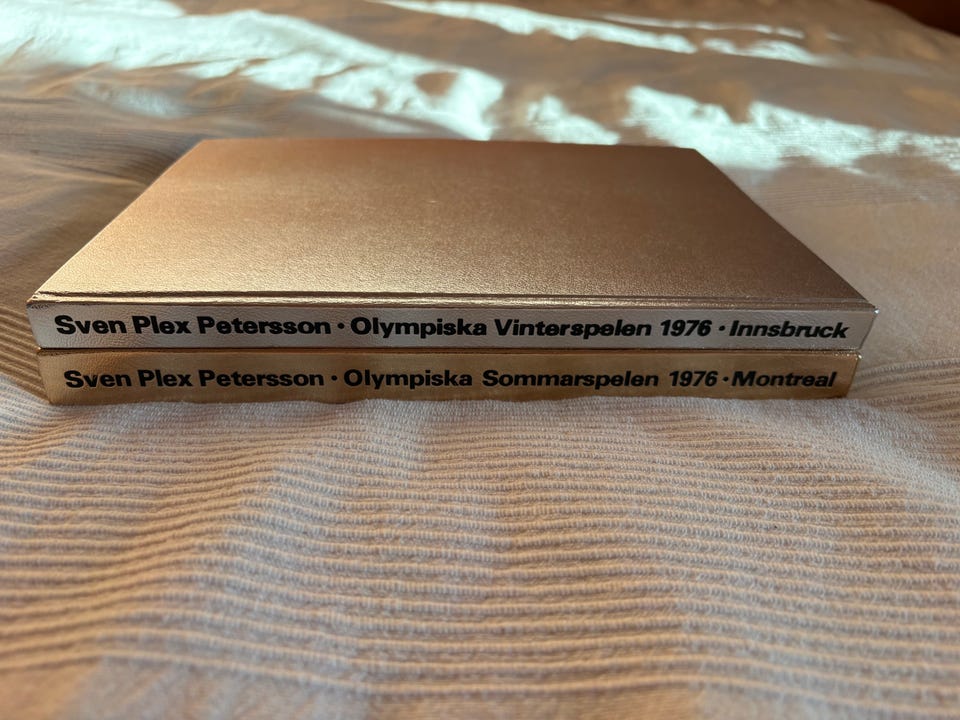 Sven Plex Petersson · Olympiska Vinterspelen 1976 · Innsbruck
Sven Plex Petersson · Olympiska Sommarspelen 1976 · Montreal